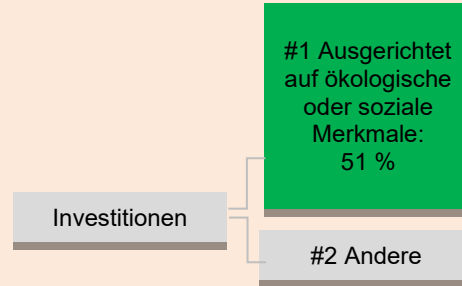 #1 Ausgerichtet
auf ökologische
oder soziale
Merkmale:
51 %
Investitionen
#2 Andere